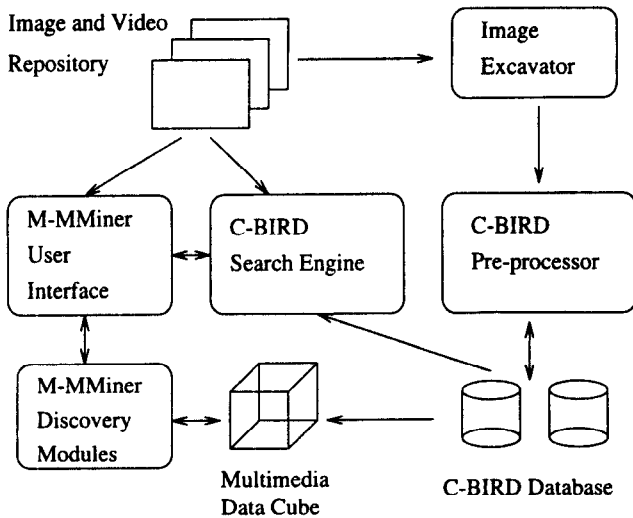 Image and Video
Repository
Image
Excavator
M-MMiner
User
Interface
C-BIRD
Search Engine
C-BIRD
Pre-processor
M-MMiner
Discovery
Modules
Multimedia
Data Cube
C-BIRD Database